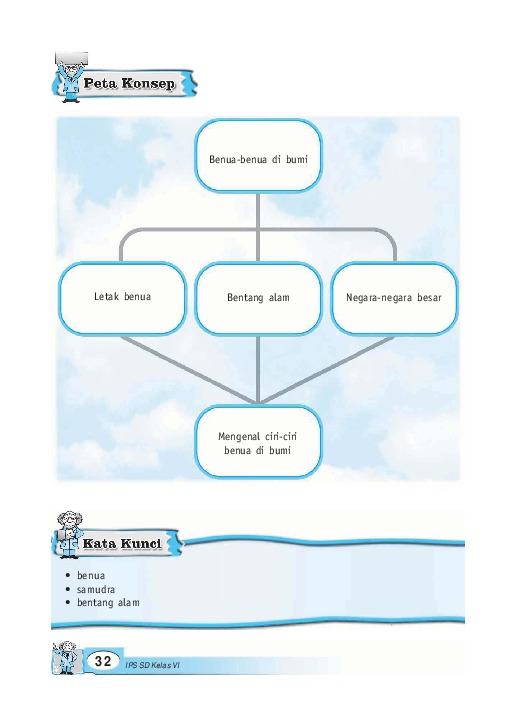 Peta Konsep
Benua-benua di bumi
Letak benua
Bentang alam
Negara-negara besar
Mengenal ciri-ciri
benua di bumi
Kata Kunci
• benua
• samudra
• bentang alam
32
IPS SD Kelas VI